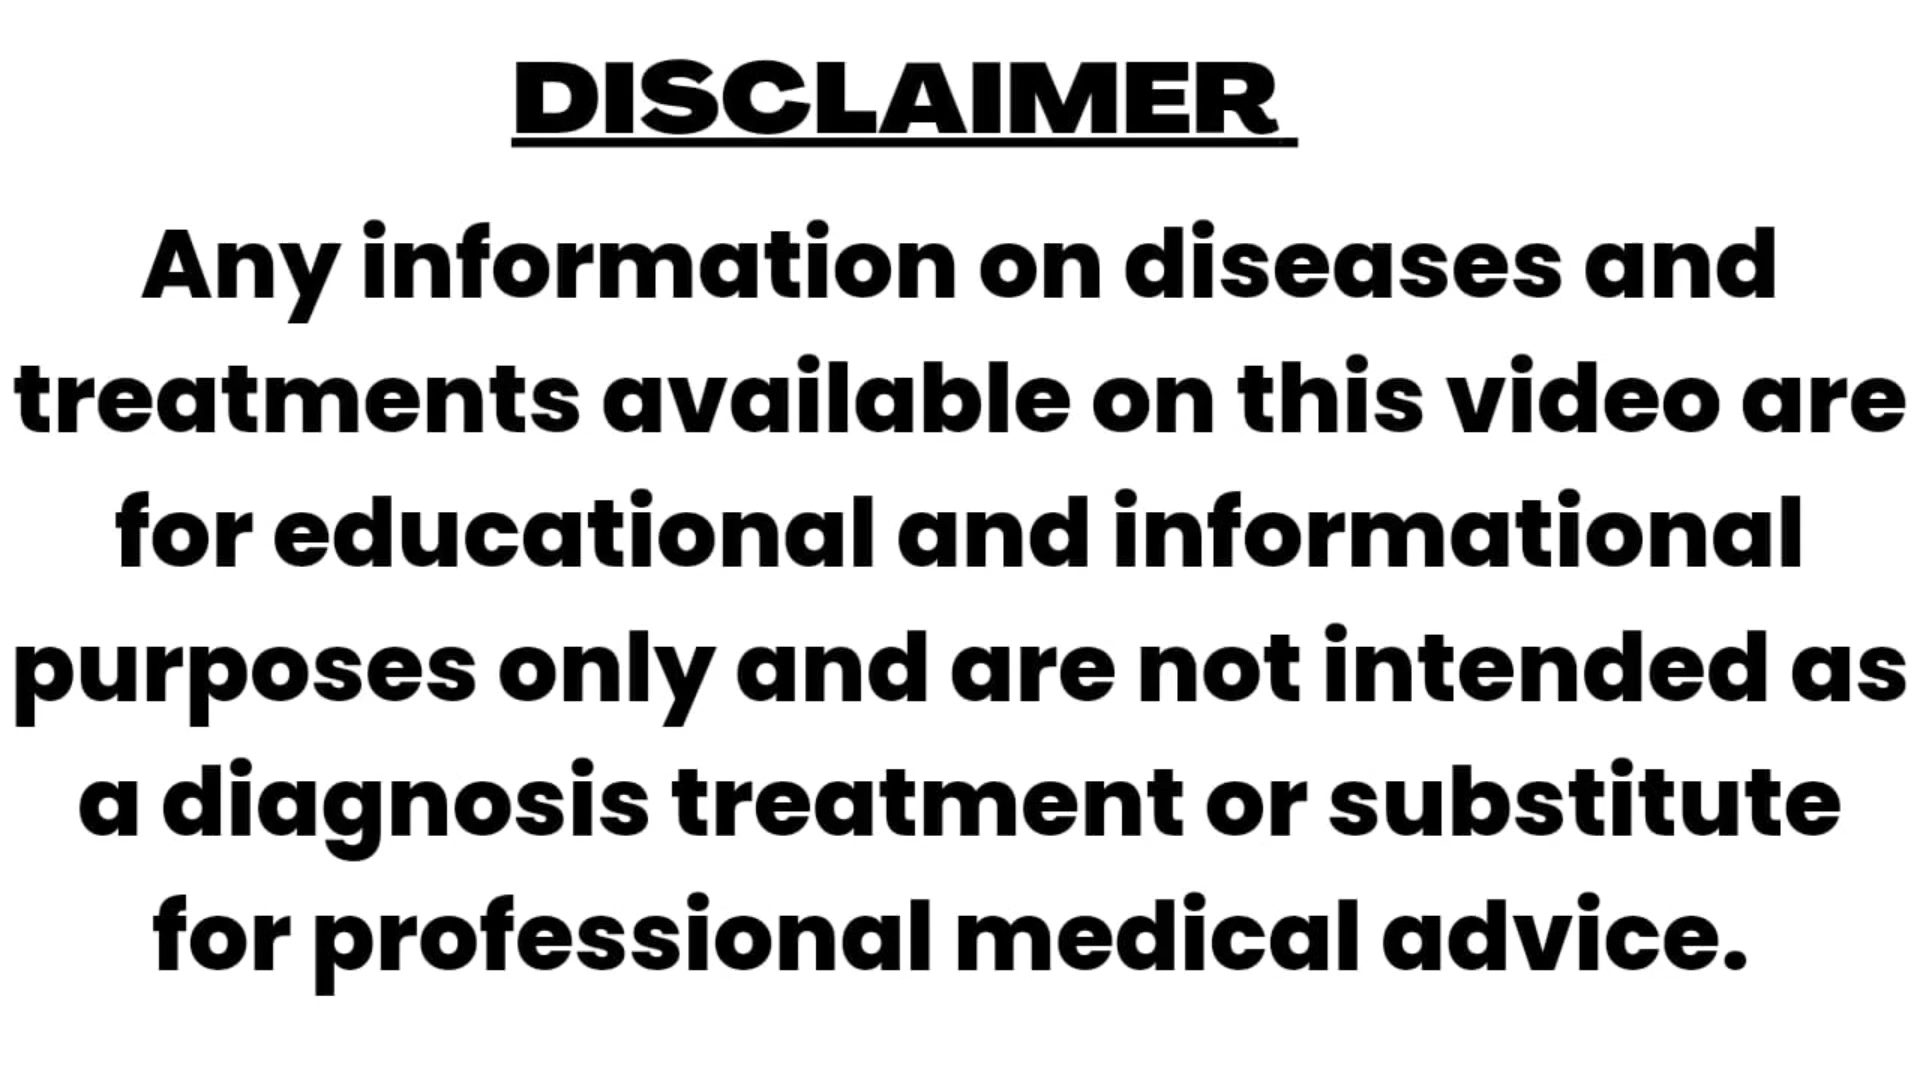 DISCLAIMER
Any information on diseases and
treatments available on this video are
for educational and informational
purposes only and are not intended as
a diagnosis treatment or substitute
for professional medical advice.